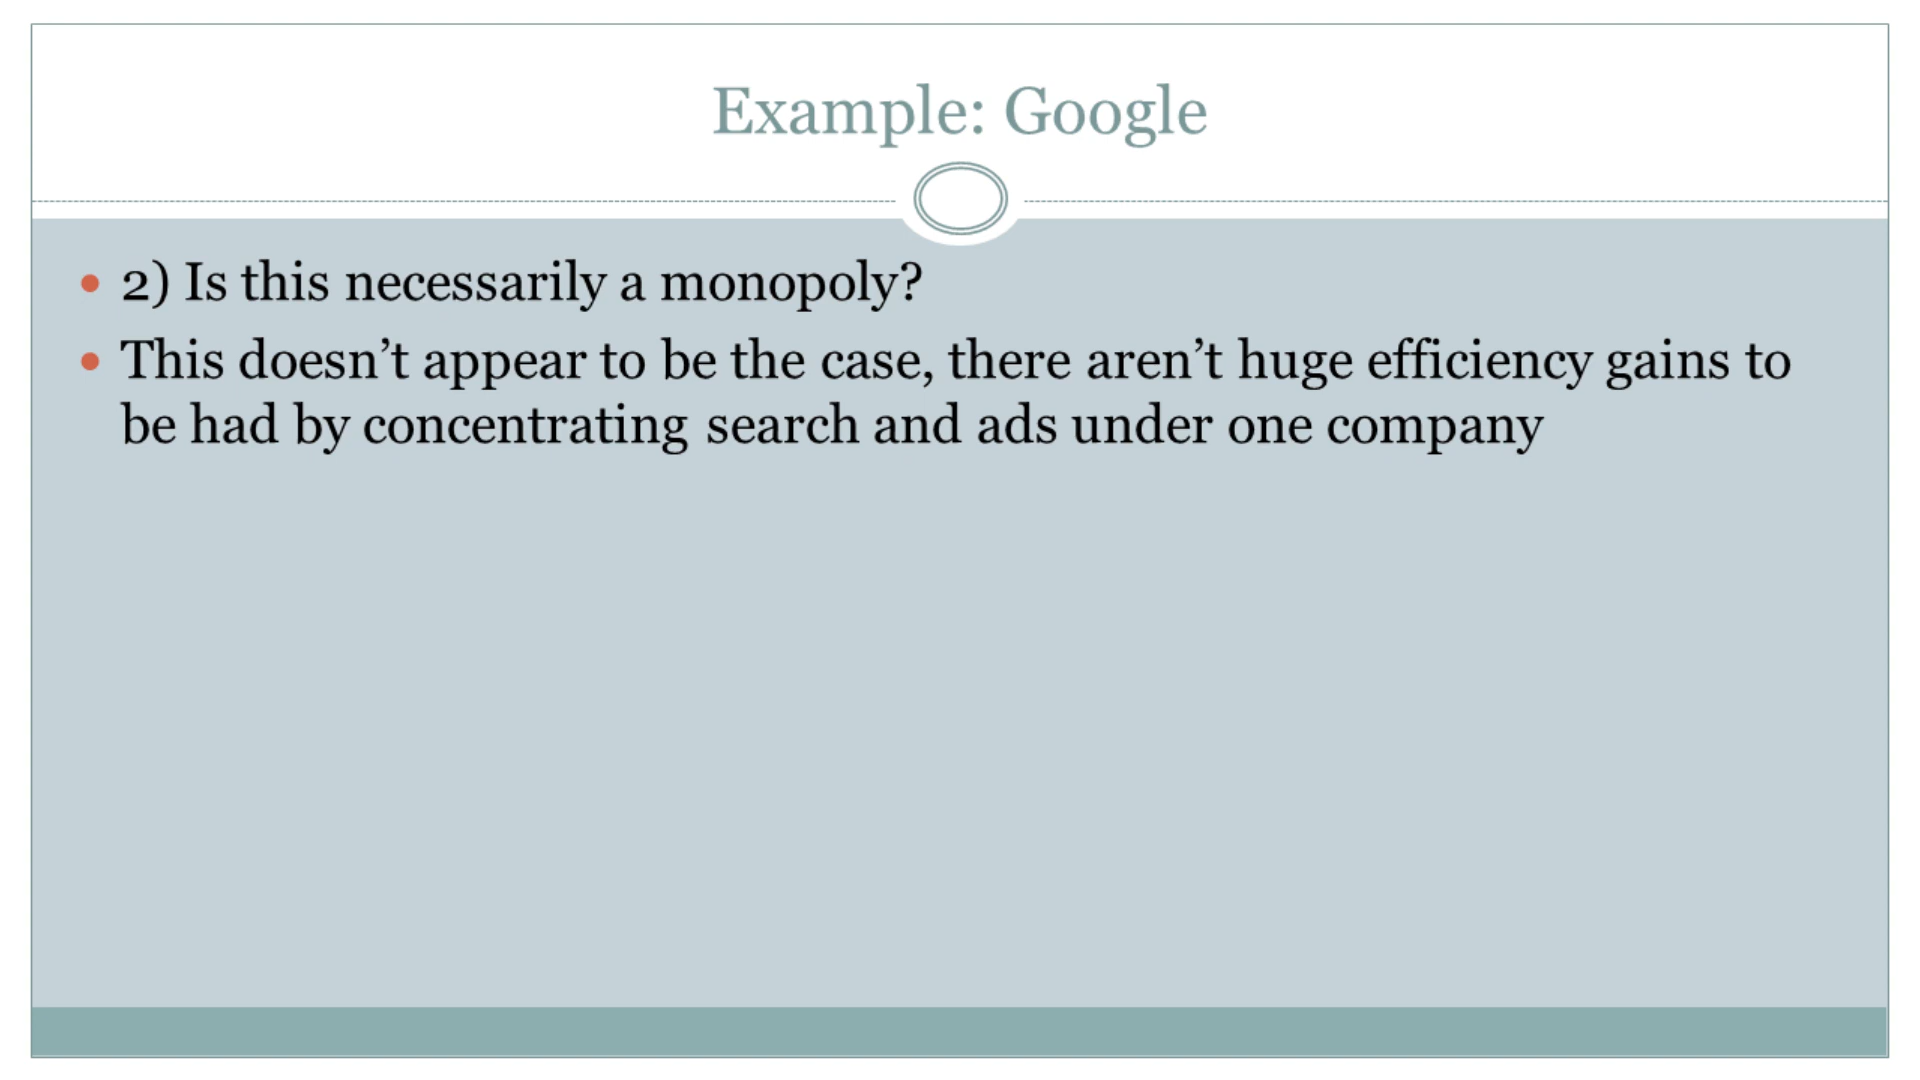 Example: Google
• 2) Is this necessarily a monopoly?
• This doesn’t appear to be the case, there aren’t huge efficiency gains to
be had by concentrating search and ads under one company